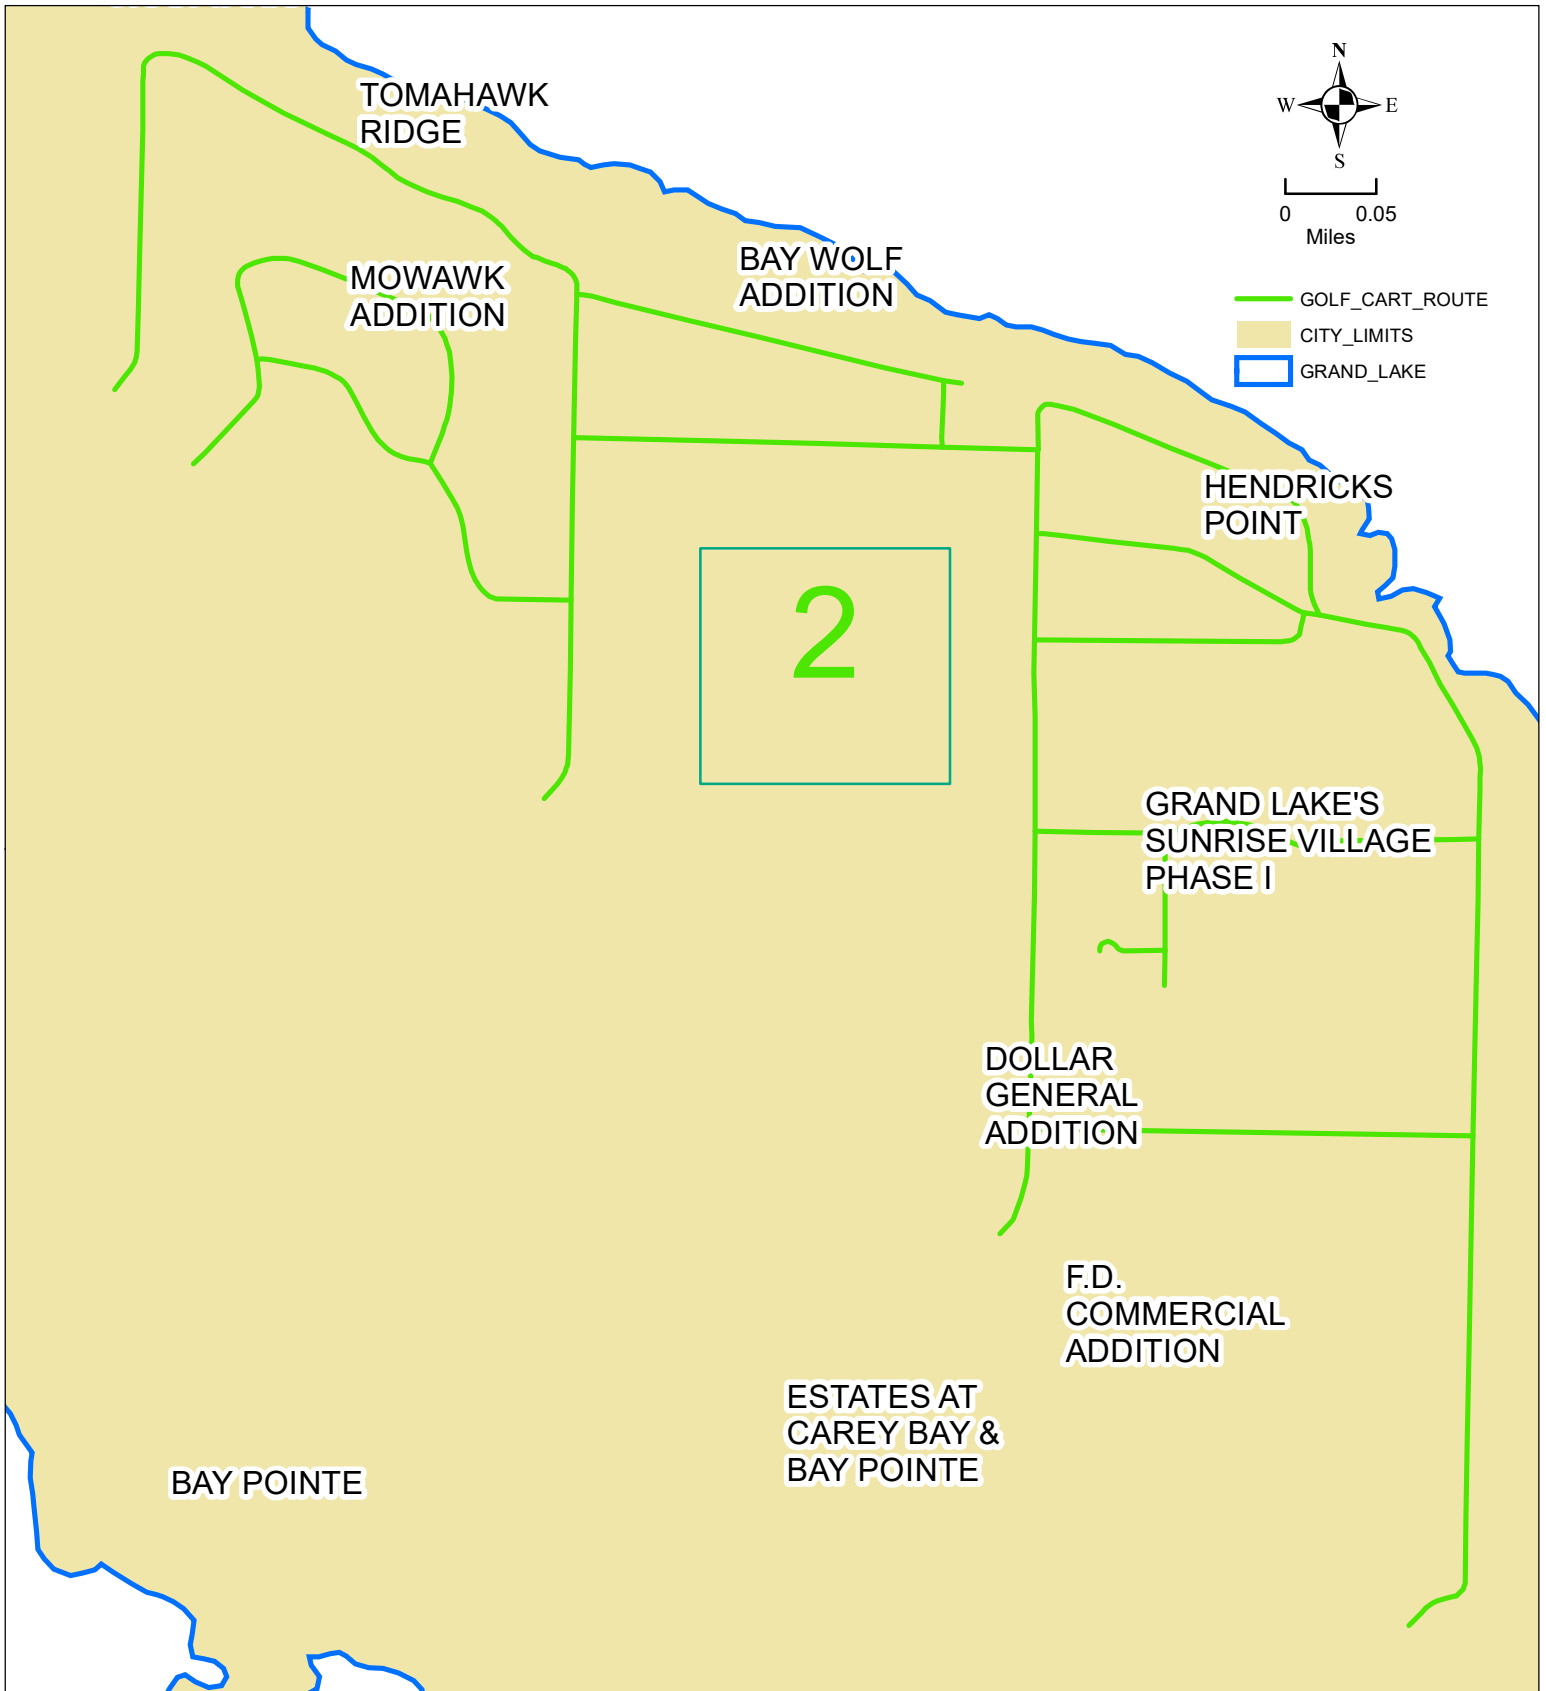 TOMAHAWK
RIDGE
N
W E
S
0 0.05
Miles
BAY WOLF
ADDITION
MOWAWK
ADDITION
GOLF_CART_ROUTE
CITY_LIMITS
GRAND_LAKE
HENDRICKS
POINT
2
GRAND LAKE'S
SUNRISE VILLAGE
PHASE I
DOLLAR
GENERAL
ADDITION
F.D.
COMMERCIAL
ADDITION
ESTATES AT
CAREY BAY &
BAY POINTE
BAY POINTE